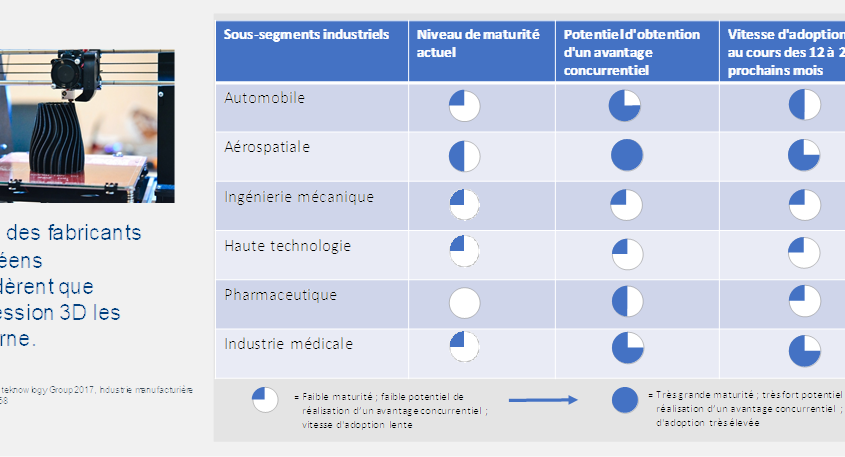 Sous-segments industriels
Niveau de maturité
actuel
Potentiel d'obtention
d'un avantage
concurrentiel
Vitesse d'adoption
au cours des 12 à 2
prochains mois
Automobile
Aérospatiale
Ingénierie mécanique
Haute technologie
Pharmaceutique
Industrie médicale
des fabricants
éens
dèrent que
ession 3D les
rne.
teknowlogy Group 2017, Industrie manufacturière
68
= Faible maturité ; faible potentiel de
réalisation d'un avantage concurrentiel ;
vitesse d'adoption lente
= Très grande maturité ; très fort potentiel
réalisation d'un avantage concurrentiel ;
d'adoption très élevée